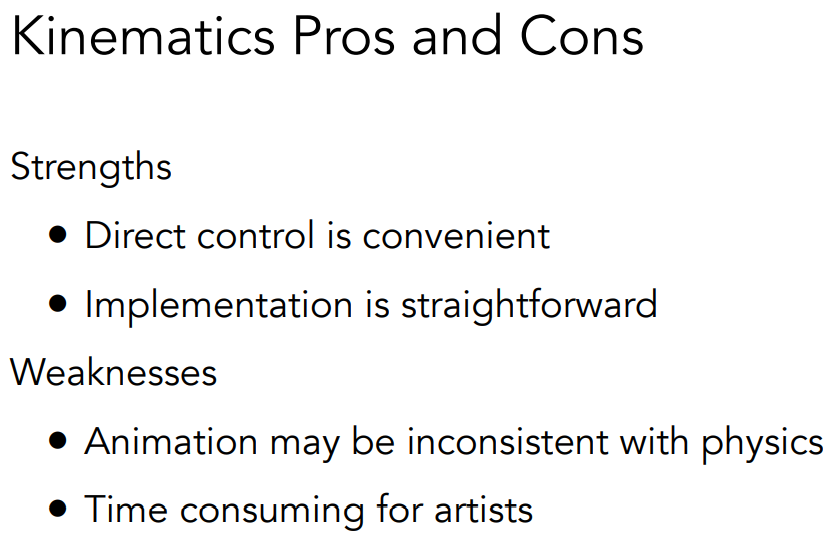 Kinematics Pros and Cons
Strengths
● Direct control is convenient
● Implementation is straightforward
Weaknesses
● Animation may be inconsistent with physics
● Time consuming for artists